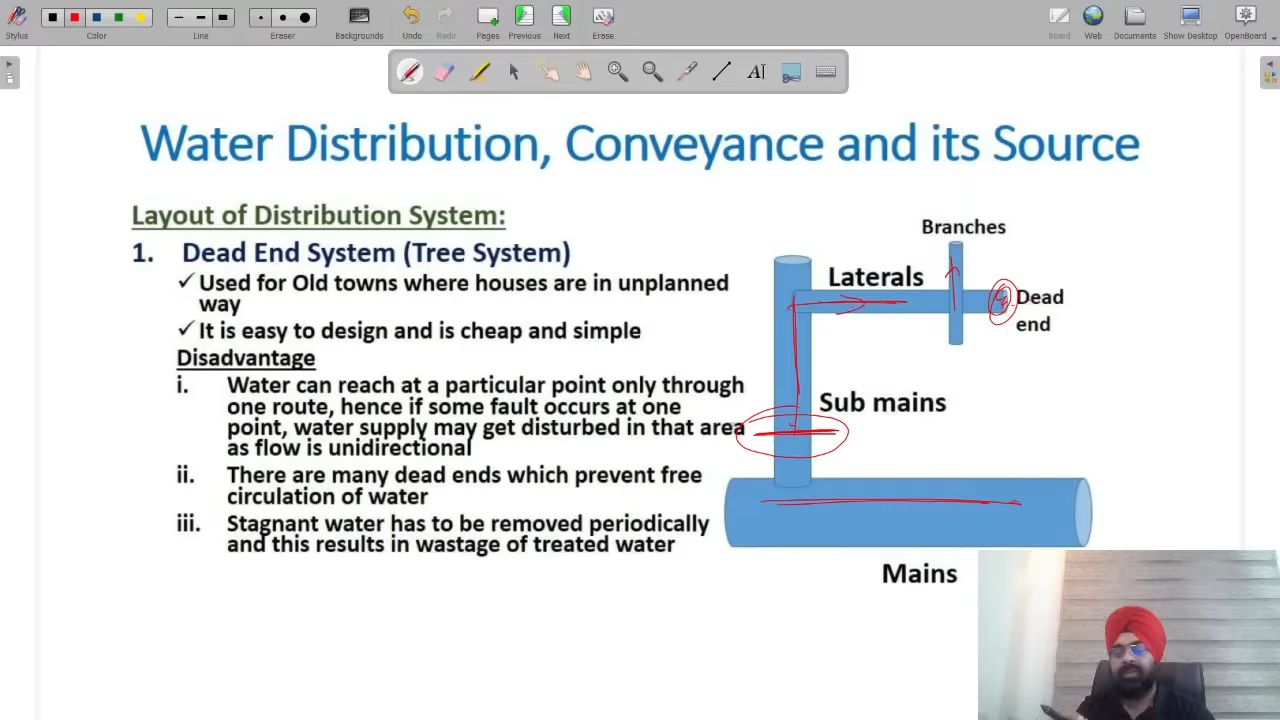 Stylus
Color
Line
Eraser
Backgrounds
Undo
Redo
Pages
Previous
Next
Erase
Board
Web
Documents
Show Desktop
OpenBoard
Water Distribution, Conveyance and its Source
Layout of Distribution System:
1. Dead End System (Tree System)
✓ Used for Old towns where houses are in unplanned
way
✓ It is easy to design and is cheap and simple
Disadvantage
i. Water can reach at a particular point only through
one route, hence if some fault occurs at one
point, water supply may get disturbed in that area
as flow is unidirectional
ii. There are many dead ends which prevent free
circulation of water
iii. Stagnant water has to be removed periodically
and this results in wastage of treated water
Branches
Laterals
Dead
end
Sub mains
Mains